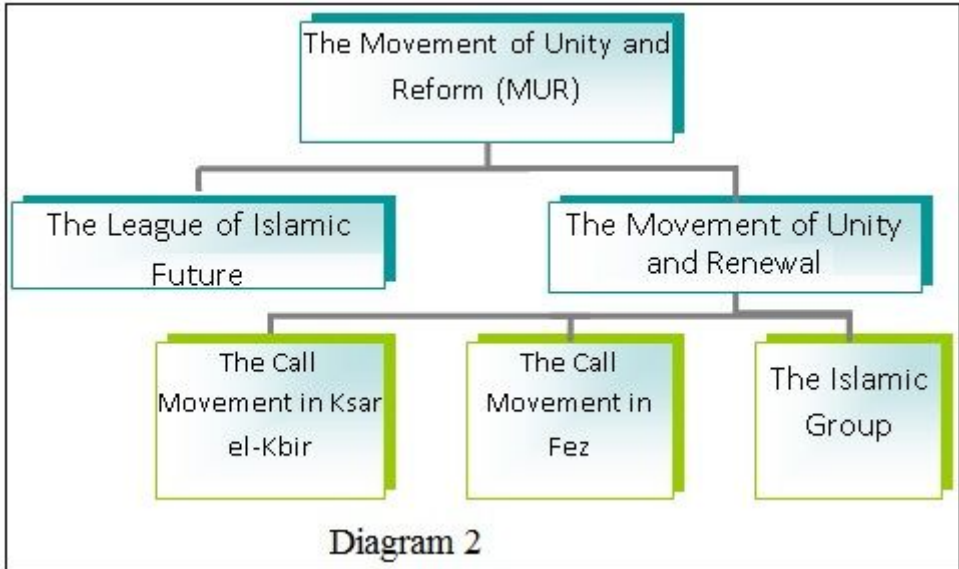 The Movement of Unity and
Reform (MUR)
The League of Islamic
Future
The Movement of Unity
and Renewal
The Call
Movement in Ksar
el-Kbir
The Call
Movement in
Fez
The Islamic
Group
Diagram 2